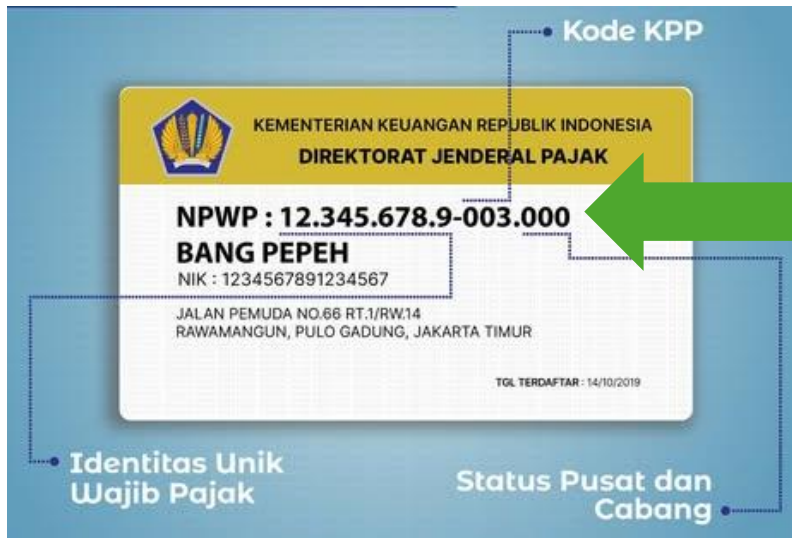 Kode KPP
KEMENTERIAN KEUANGAN REPUBLIK INDONESIA
DIREKTORAT JENDERAL PAJAK
NPWP : 12.345.678.9-003.000
BANG PEPEH
NIK : 1234567891234567
JALAN PEMUDA NO.66 RT.1/RW.14
RAWAMANGUN, PULO GADUNG, JAKARTA TIMUR
TGL TERDAFTAR : 14/10/2019
Identitas Unik
Wajib Pajak
Status Pusat dan
Cabang